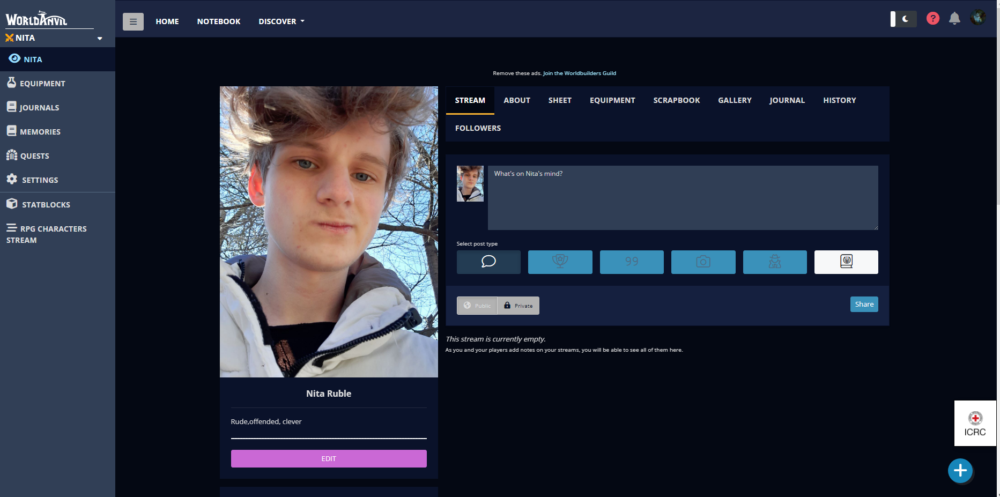 WORLDANVIL
NITA
NITA
EQUIPMENT
JOURNALS
MEMORIES
QUESTS
SETTINGS
STATBLOCKS
RPG CHARACTERS
STREAM
HOME NOTEBOOK DISCOVER
?
Remove these ads. Join the Worldbuilders Guild
STREAM ABOUT SHEET EQUIPMENT SCRAPBOOK GALLERY JOURNAL HISTORY
FOLLOWERS
What's on Nita's mind?
Select post type
99
Public Private
Share
This stream is currently empty.
As you and your players add notes on your streams, you will be able to see all of them here.
Nita Ruble
Rude,offended, clever
EDIT
ICRC